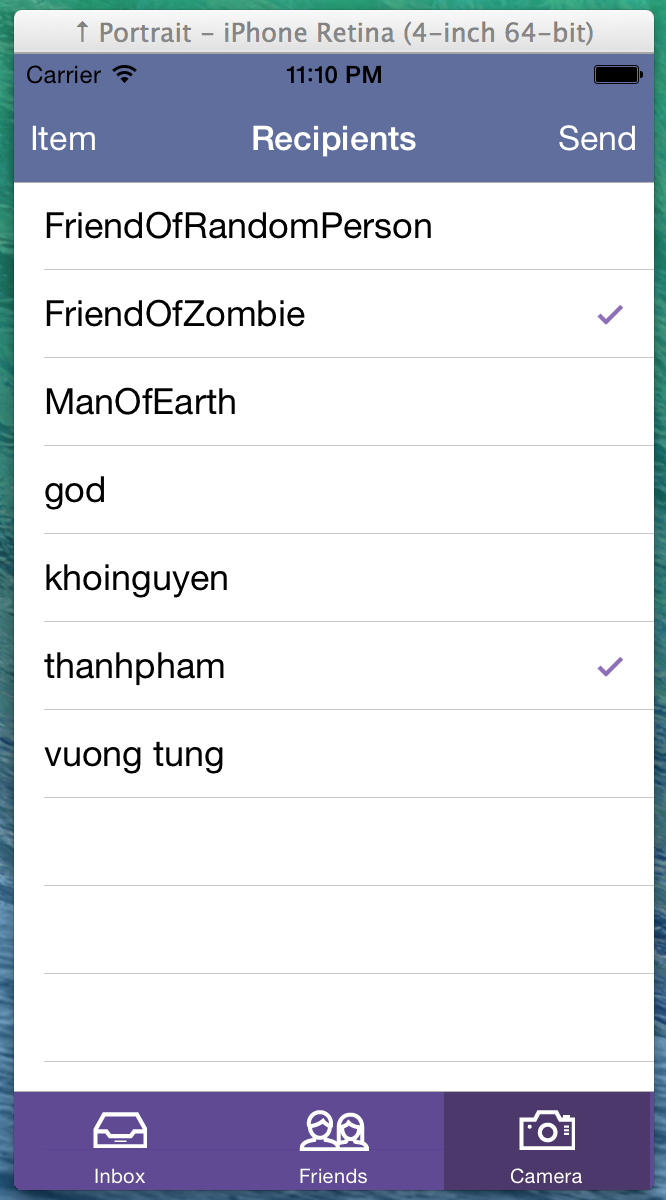 ↑ Portrait – iPhone Retina (4-inch 64-bit)
Carrier 11:10 PM
Item Recipients Send
FriendOfRandomPerson
FriendOfZombie
ManOfEarth
god
khoinguyen
thanhpham
vuong tung
Inbox Friends Camera